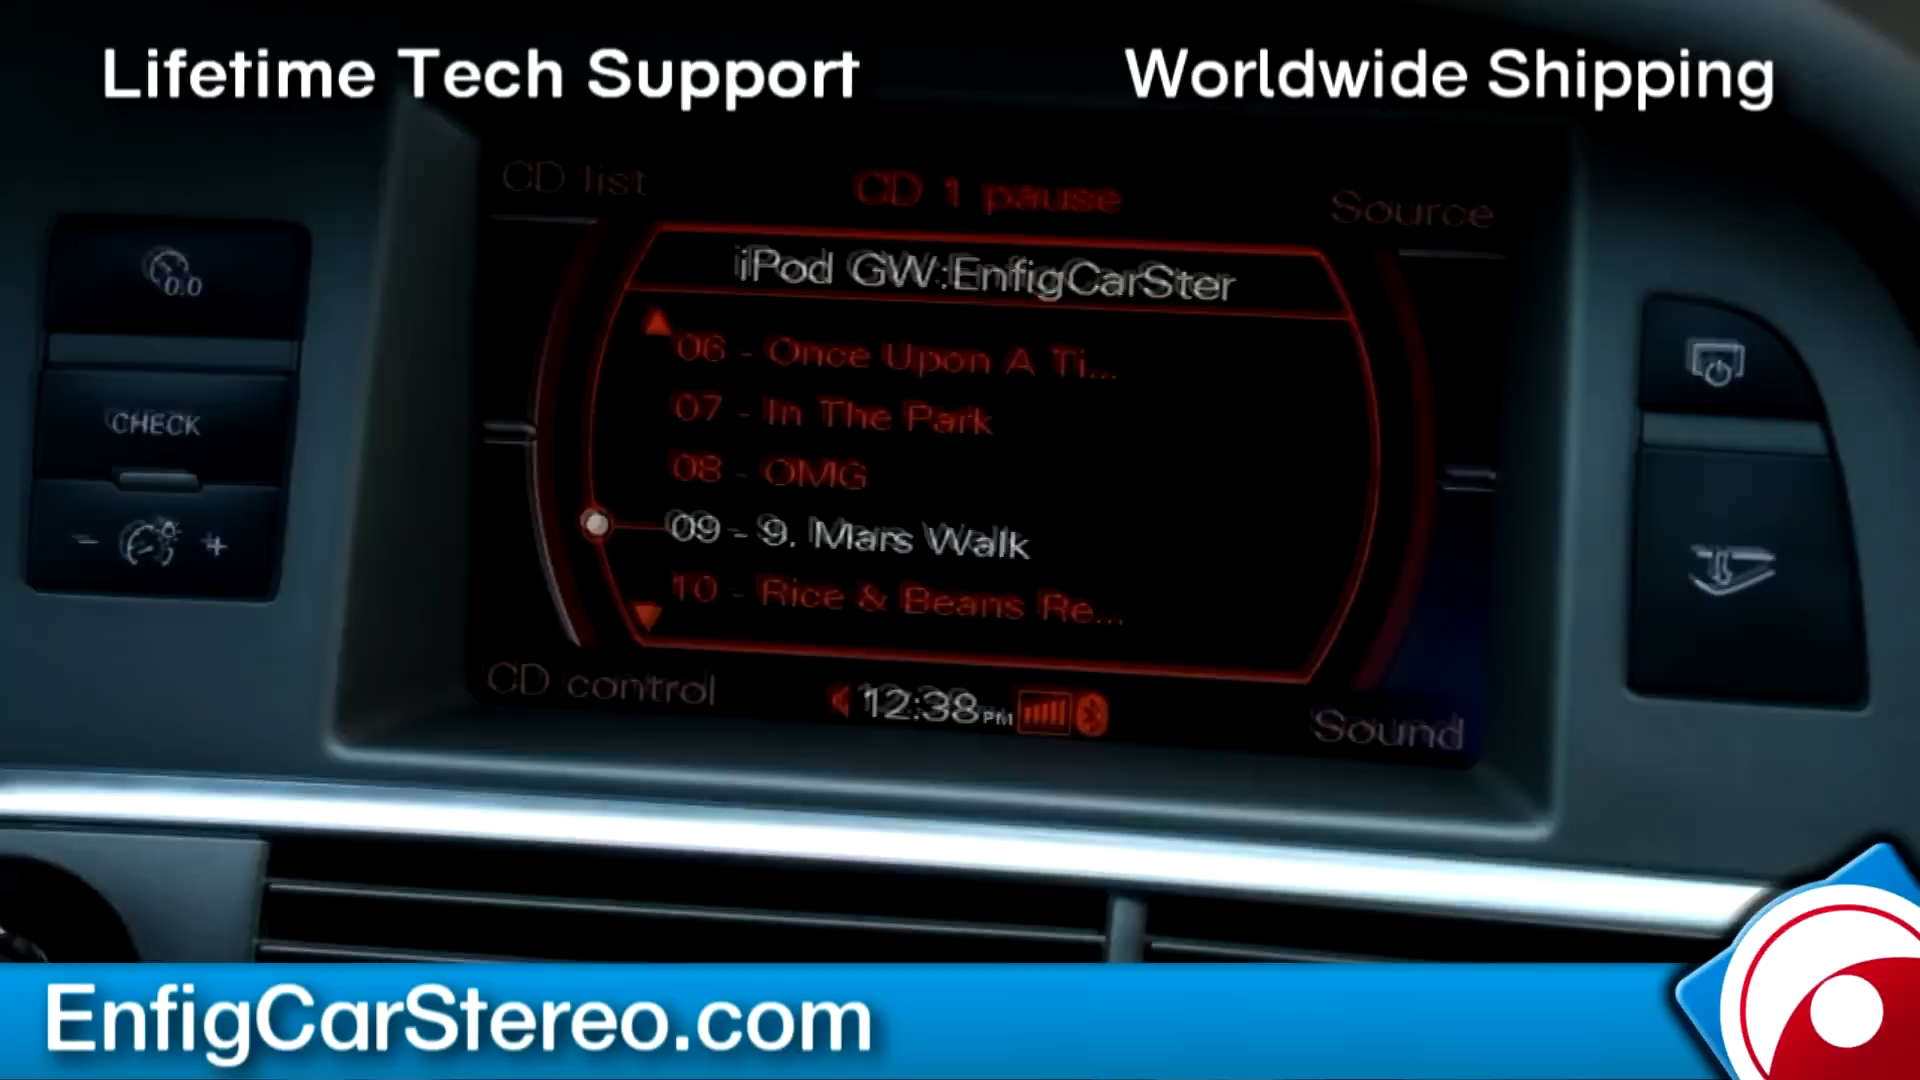 Lifetime Tech Support
Worldwide Shipping
CD list
CD 1 pause
Source
iPod GW:EnfigCarSter
0.0
06 - Once Upon A Ti...
07 - In The Park
CHECK
08 - OMG
09 - 9. Mars Walk
- +
10 - Rice & Beans Re...
CD control
12:38 PM
Sound
EnfigCarStereo.com